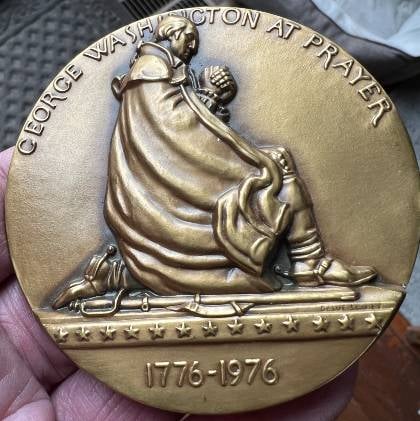 GEORGE WASHINGTON AT PRAYER
1776-1976